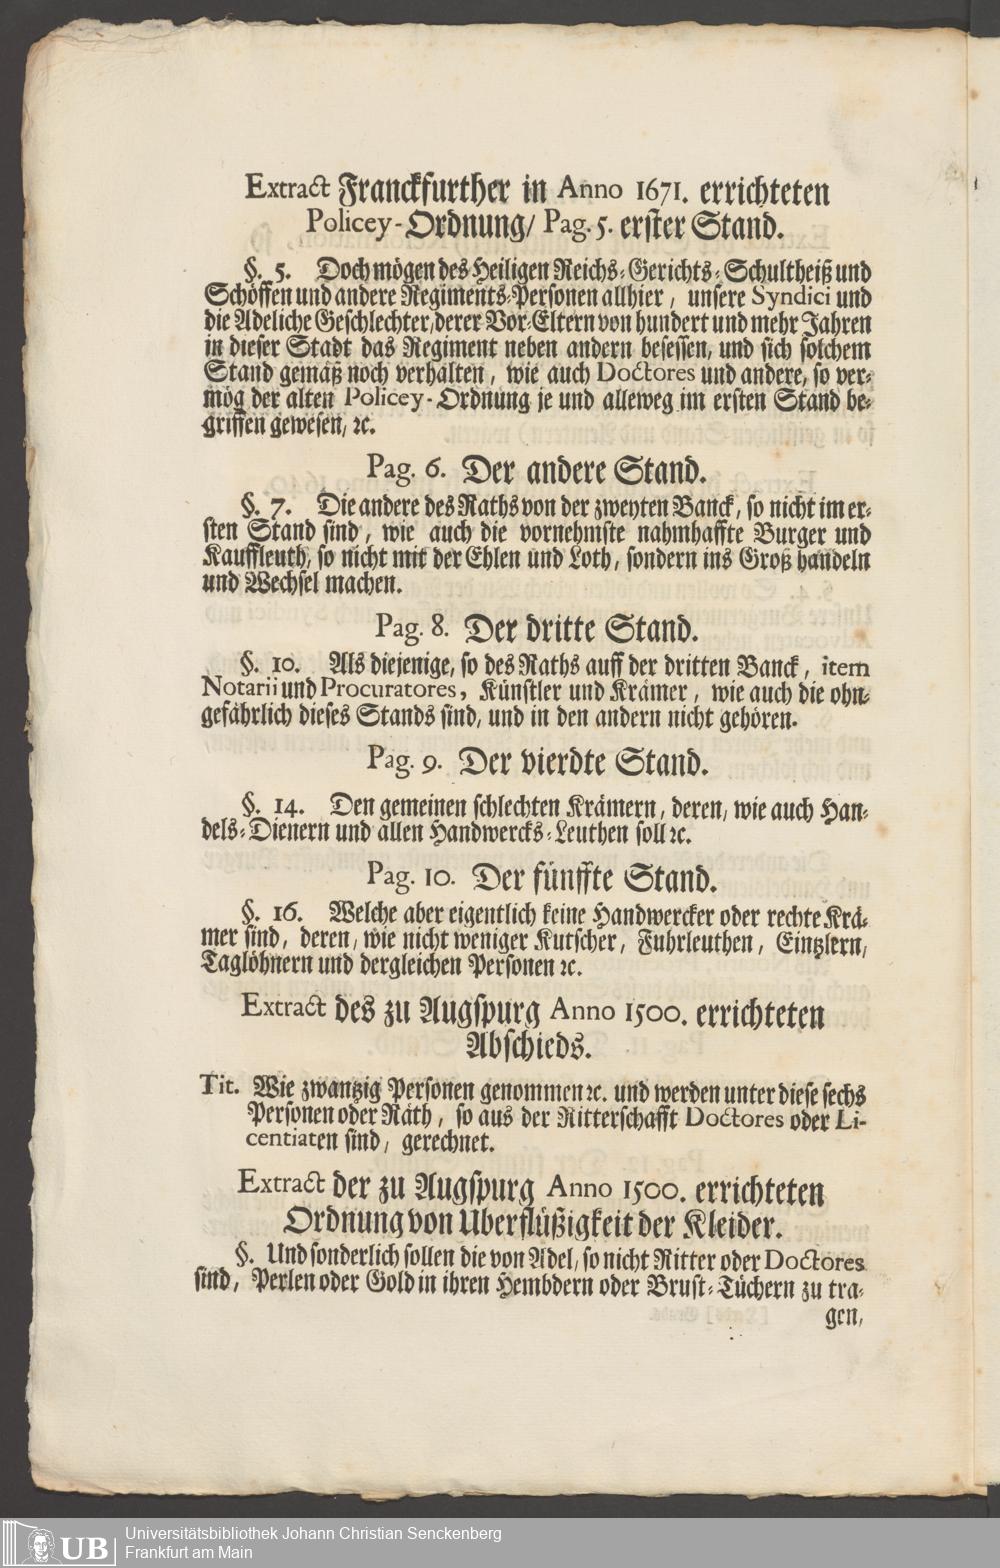 Extract Franckfurther in Anno 1671. errichteten
Policey-Ordnung/ Pag. 5. erster Stand.
§. 5. Doch mögen des Heiligen Reichs-Gerichts-Schultheiß und
Schöffen und andere Regiments-Personen allhier, unsere Syndici und
die Adeliche Geschlechter, derer Vor-Eltern von hundert und mehr Jahren
in dieser Stadt das Regiment neben andern besessen, und sich solchem
Stand gemäß noch verhalten, wie auch Doctores und andere, so ver-
mög der alten Policey-Ordnung je und alleweg im ersten Stand be-
griffen gewesen, ꝛc.
Pag. 6. Der andere Stand.
§. 7. Die andere des Raths von der zweyten Banck, so nicht im er-
sten Stand sind, wie auch die vornehmste nahmhaffte Burger und
Kauffleuth, so nicht mit der Ehlen und Loth, sondern ins Groß handeln
und Wechsel machen.
Pag. 8. Der dritte Stand.
§. 10. Als diejenige, so des Raths auff der dritten Banck, item
Notarii und Procuratores, Künstler und Krämer, wie auch die ohn-
gefährlich dieses Stands sind, und in den andern nicht gehören.
Pag. 9. Der vierdte Stand.
§. 14. Den gemeinen schlechten Krämern, deren, wie auch Han-
dels-Dienern und allen Handwercks-Leuthen soll ꝛc.
Pag. 10. Der fünffte Stand.
§. 16. Welche aber eigentlich keine Handwercker oder rechte Krä-
mer sind, deren, wie nicht weniger Kutscher, Fuhrleuthen, Eintzlern,
Taglöhnern und dergleichen Personen ꝛc.
Extract des zu Augspurg Anno 1500. errichteten
Abschieds.
Tit. Wie zwantzig Personen genommen ꝛc. und werden unter diese sechs
Personen oder Räth, so aus der Ritterschafft Doctores oder Li-
centiaten sind, gerechnet.
Extract der zu Augspurg Anno 1500. errichteten
Ordnung von Uberflüßigkeit der Kleider.
§. Und sonderlich sollen die von Adel, so nicht Ritter oder Doctores
sind, Perlen oder Gold in ihren Hembdern oder Brust-Tüchern zu tra-
gen,
UB
Universitätsbibliothek Johann Christian Senckenberg
Frankfurt am Main